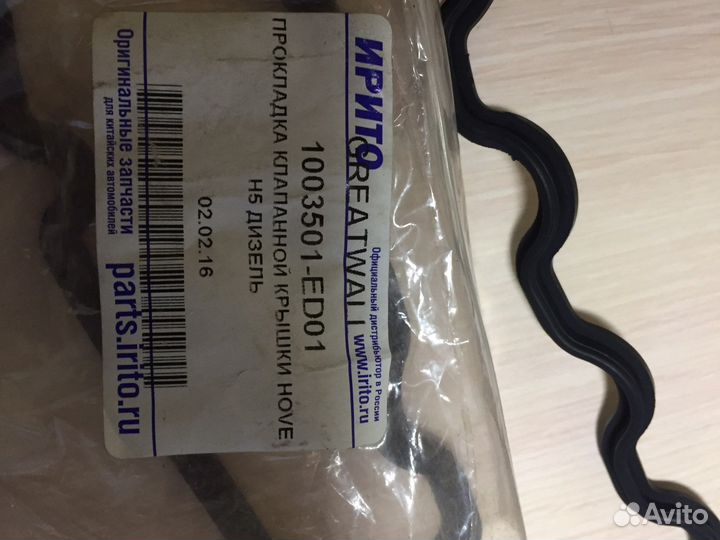 ИРИТО
Официальный дистрибьютор в России
www.irito.ru
GREATWALL
1003501-ED01
ПРОКЛАДКА КЛАПАННОЙ КРЫШКИ HOVE
H5 ДИЗЕЛЬ
02.02.16
Оригинальные запчасти
для китайских автомобилей
parts.irito.ru
Avito